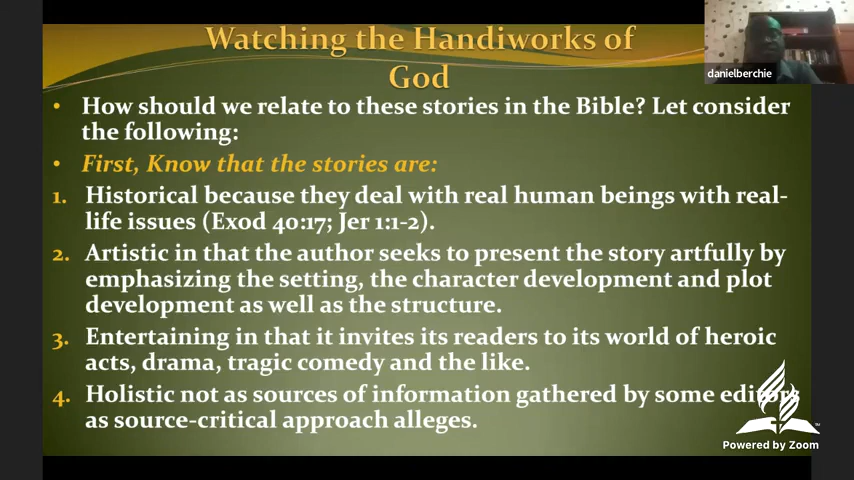 Watching the Handiworks of
God
danielberchie
• How should we relate to these stories in the Bible? Let consider
the following:
• First, Know that the stories are:
1. Historical because they deal with real human beings with real-
life issues (Exod 40:17; Jer 1:1-2).
2. Artistic in that the author seeks to present the story artfully by
emphasizing the setting, the character development and plot
development as well as the structure.
3. Entertaining in that it invites its readers to its world of heroic
acts, drama, tragic comedy and the like.
4. Holistic not as sources of information gathered by some editors
as source-critical approach alleges.
Powered by Zoom